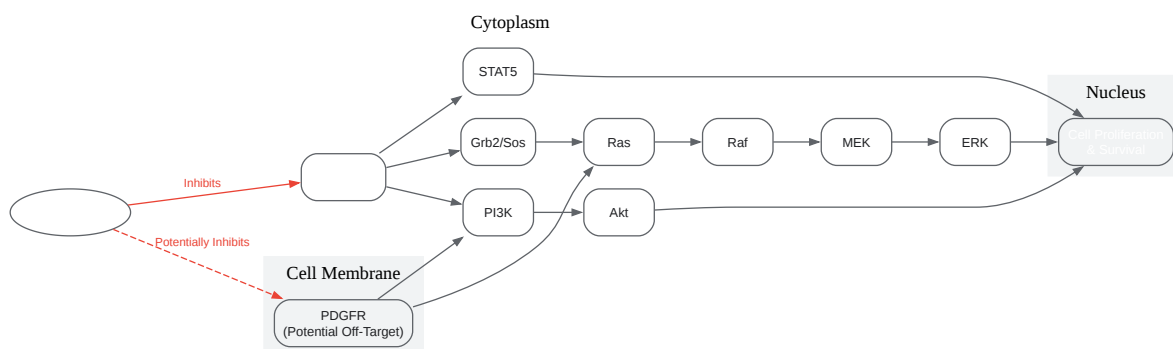 Cytoplasm
STAT5
Nucleus
Grb2/Sos
Ras
Raf
MEK
ERK
Cell Proliferation
& Survival
Inhibits
PI3K
Akt
Potentially Inhibits
Cell Membrane
PDGFR
(Potential Off-Target)